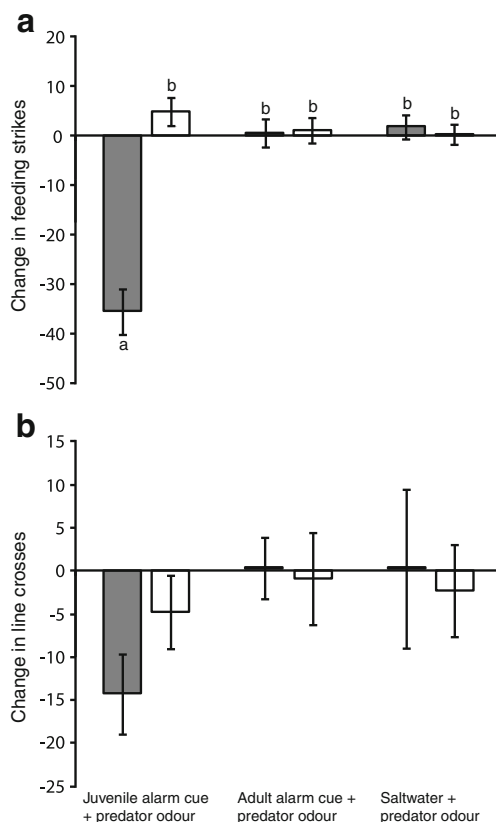 a
20
10
0
-10
-20
-30
-40
-50
Change in feeding strikes
a
b
b
b
b
b
b
15
10
5
0
-5
-10
-15
-20
-25
Change in line crosses
Juvenile alarm cue
+ predator odour
Adult alarm cue +
predator odour
Saltwater +
predator odour